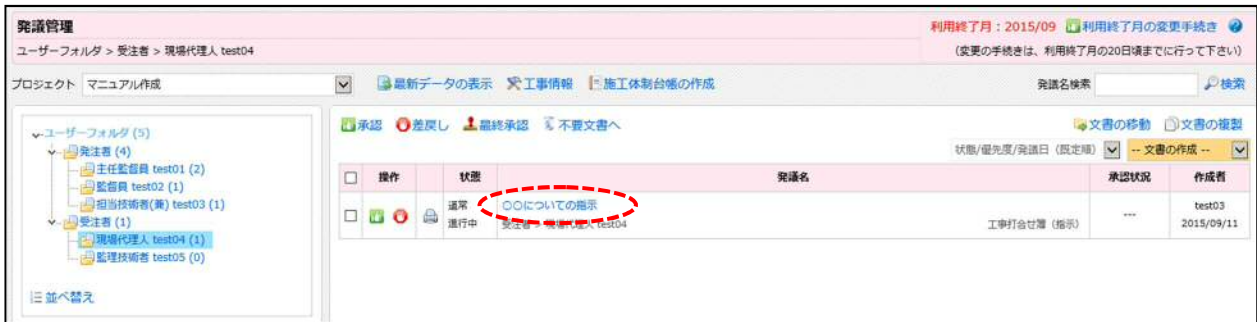 発議管理
利用終了月：2015/09 利用終了月の変更手続き
ユーザーフォルダ > 受注者 > 現場代理人 test04
(変更の手続きは、利用終了月の20日頃までに行って下さい)
プロジェクト マニュアル作成 最新データの表示 工事情報 施工体制台帳の作成 発議名検索 検索
ユーザーフォルダ (5)
発注者 (4)
主任監督員 test01 (2)
監督員 test02 (1)
担当技術者(兼) test03 (1)
受注者 (1)
現場代理人 test04 (1)
監理技術者 test05 (0)
並べ替え
承認 差戻し 最終承認 不要文書へ 文書の移動 文書の複製
状態/優先度/発議日 (既定順) -- 文書の作成 --
操作 状態 発議名 承認状況 作成者
通常 〇〇についての指示 test03
進行中 受注者 > 現場代理人 test04 工事打合せ簿 (指示) --- 2015/09/11